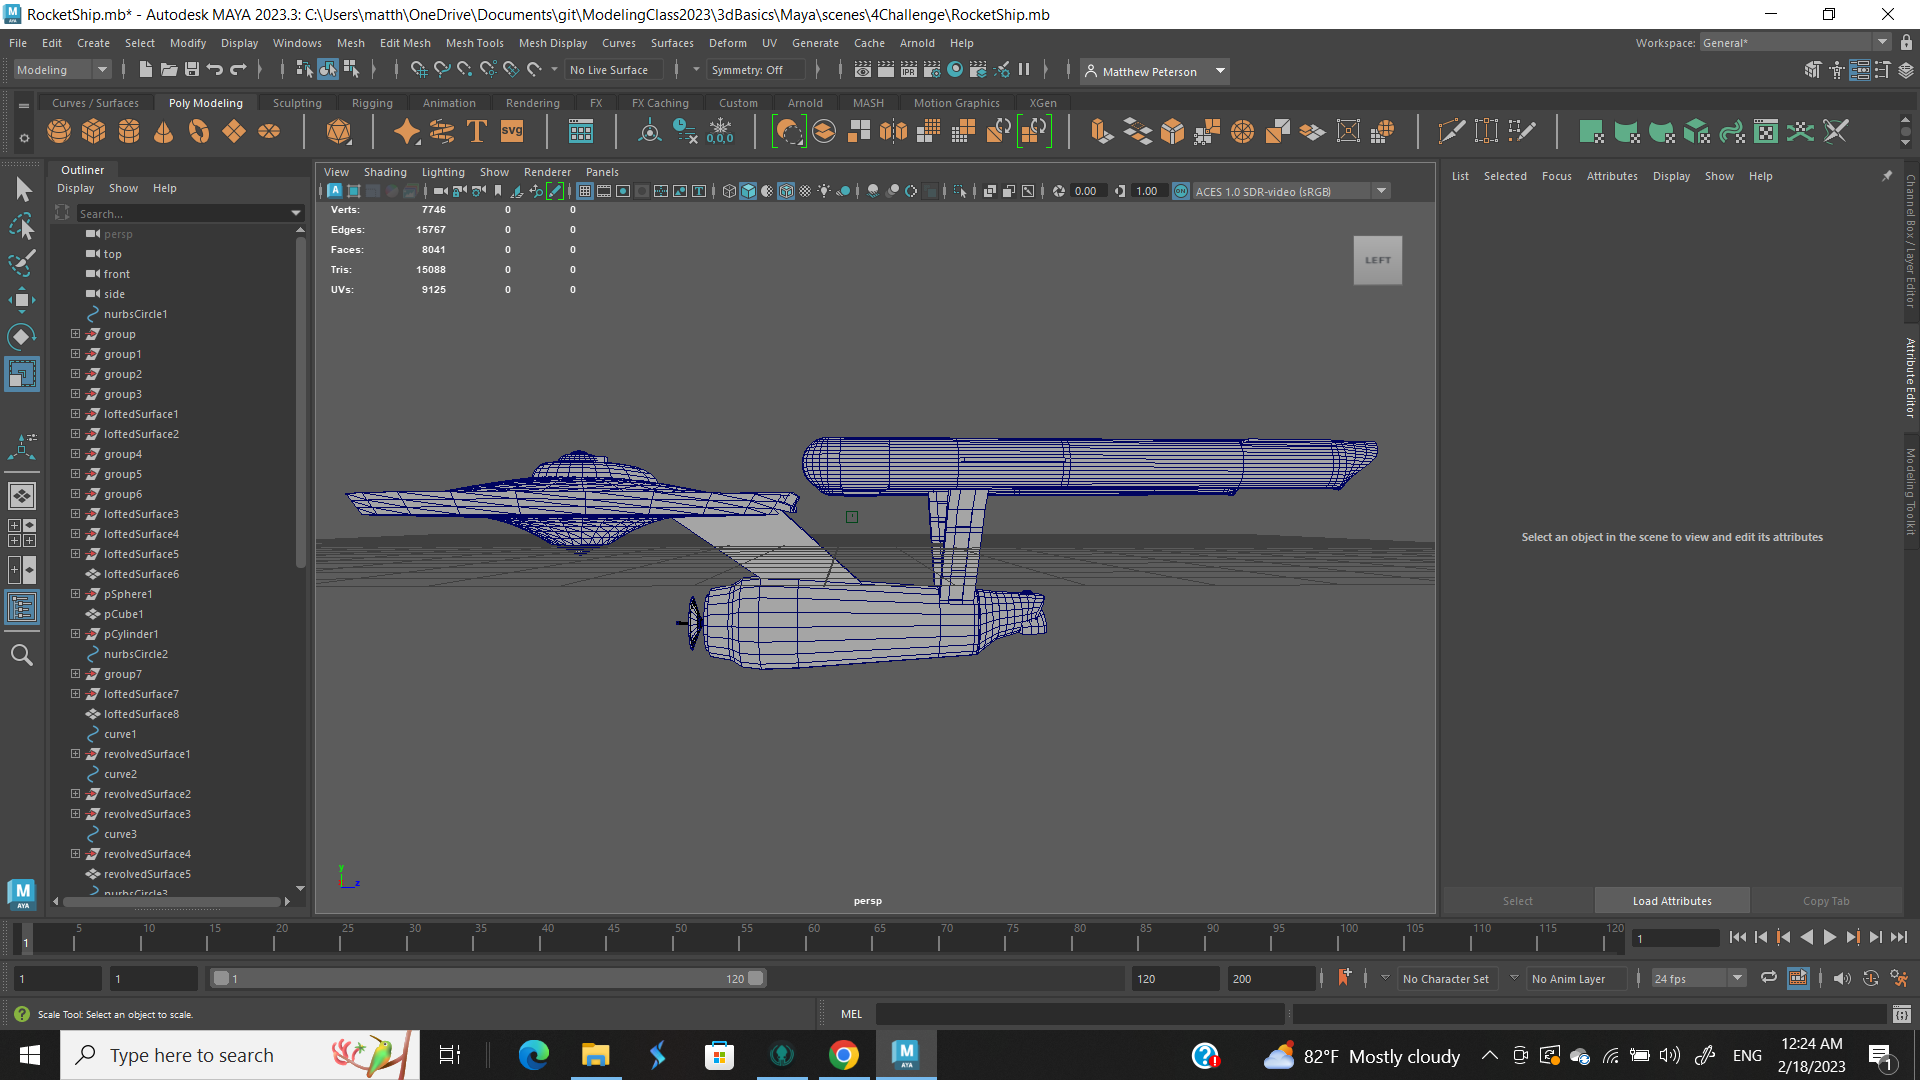 RocketShip.mb* - Autodesk MAYA 2023.3: C:\Users\matth\OneDrive\Documents\git\ModelingClass2023\3dBasics\Maya\scenes\4Challenge\RocketShip.mb
File Edit Create Select Modify Display Windows Mesh Edit Mesh Mesh Tools Mesh Display Curves Surfaces Deform UV Generate Cache Arnold Help Workspace: General*
Modeling No Live Surface Symmetry: Off IPR Matthew Peterson
Curves / Surfaces Poly Modeling Sculpting Rigging Animation Rendering FX FX Caching Custom Arnold MASH Motion Graphics XGen
T svg 0,0,0
Outliner
Display Show Help
Search...
persp
top
front
side
nurbsCircle1
group
group1
group2
group3
loftedSurface1
loftedSurface2
group4
group5
group6
loftedSurface3
loftedSurface4
loftedSurface5
loftedSurface6
pSphere1
pCube1
pCylinder1
nurbsCircle2
group7
loftedSurface7
loftedSurface8
curve1
revolvedSurface1
curve2
revolvedSurface2
revolvedSurface3
curve3
revolvedSurface4
revolvedSurface5
nurbsCircle3
View Shading Lighting Show Renderer Panels
0.00 1.00 ON ACES 1.0 SDR-video (sRGB)
Verts: 7746 0 0
Edges: 15767 0 0
Faces: 8041 0 0
Tris: 15088 0 0
UVs: 9125 0 0
LEFT
y
z
persp
List Selected Focus Attributes Display Show Help
Select an object in the scene to view and edit its attributes
Select Load Attributes Copy Tab
Channel Box / Layer Editor
Attribute Editor
Modeling Toolkit
M
AYA
1 5 10 15 20 25 30 35 40 45 50 55 60 65 70 75 80 85 90 95 100 105 110 115 120 1
1 1 1 120 120 200 No Character Set No Anim Layer 24 fps
Scale Tool: Select an object to scale. MEL
Type here to search 82°F Mostly cloudy ENG 12:24 AM
2/18/2023 1